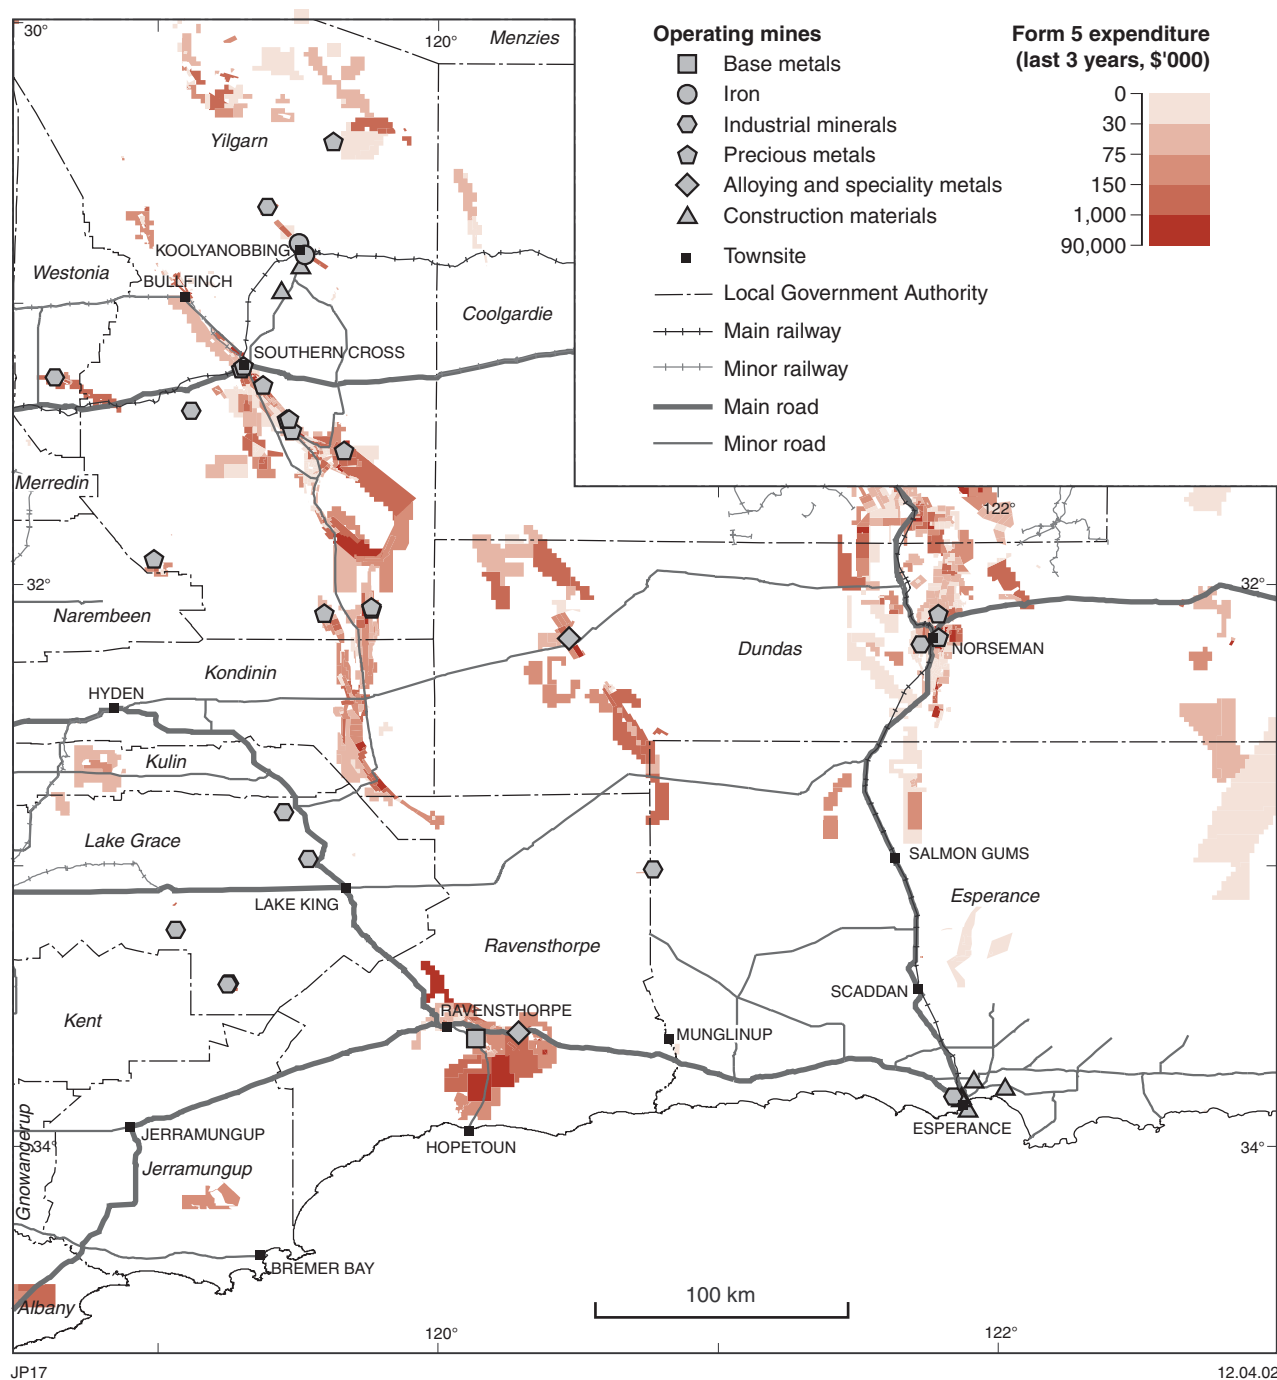 30°
120°
Menzies
Operating mines
Base metals
Iron
Industrial minerals
Precious metals
Alloying and speciality metals
Construction materials
Townsite
Local Government Authority
Main railway
Minor railway
Main road
Minor road
Form 5 expenditure
(last 3 years, $'000)
0
30
75
150
1,000
90,000
Yilgarn
KOOLYANOBBING
Westonia
BULLFINCH
Coolgardie
SOUTHERN CROSS
Merredin
122°
32°
32°
Narembeen
Dundas
NORSEMAN
Kondinin
HYDEN
Kulin
Lake Grace
SALMON GUMS
Esperance
LAKE KING
Ravensthorpe
SCADDAN
Kent
RAVENSTHORPE
MUNGLINUP
Gnowangerup
JERRAMUNGUP
ESPERANCE
34°
HOPETOUN
34°
Jerramungup
BREMER BAY
Albany
100 km
120°
122°
JP17
12.04.02